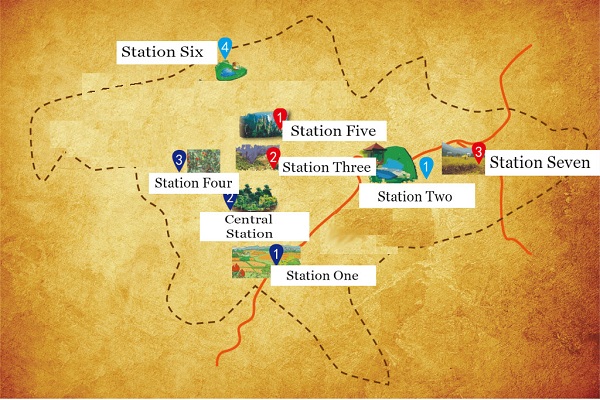 4
Station Six
1
Station Five
3
2
Station Three
1
3
Station Seven
Station Four
2
Station Two
Central
Station
1
Station One